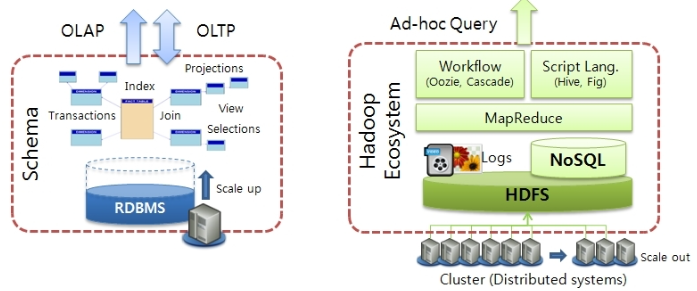 OLAP
OLTP
Schema
Projections
Index
Transactions
Join
View
Selections
Scale up
RDBMS
Ad-hoc Query
Hadoop
Ecosystem
Workflow
(Oozie, Cascade)
Script Lang.
(Hive, Fig)
MapReduce
Logs
NoSQL
HDFS
Scale out
Cluster (Distributed systems)